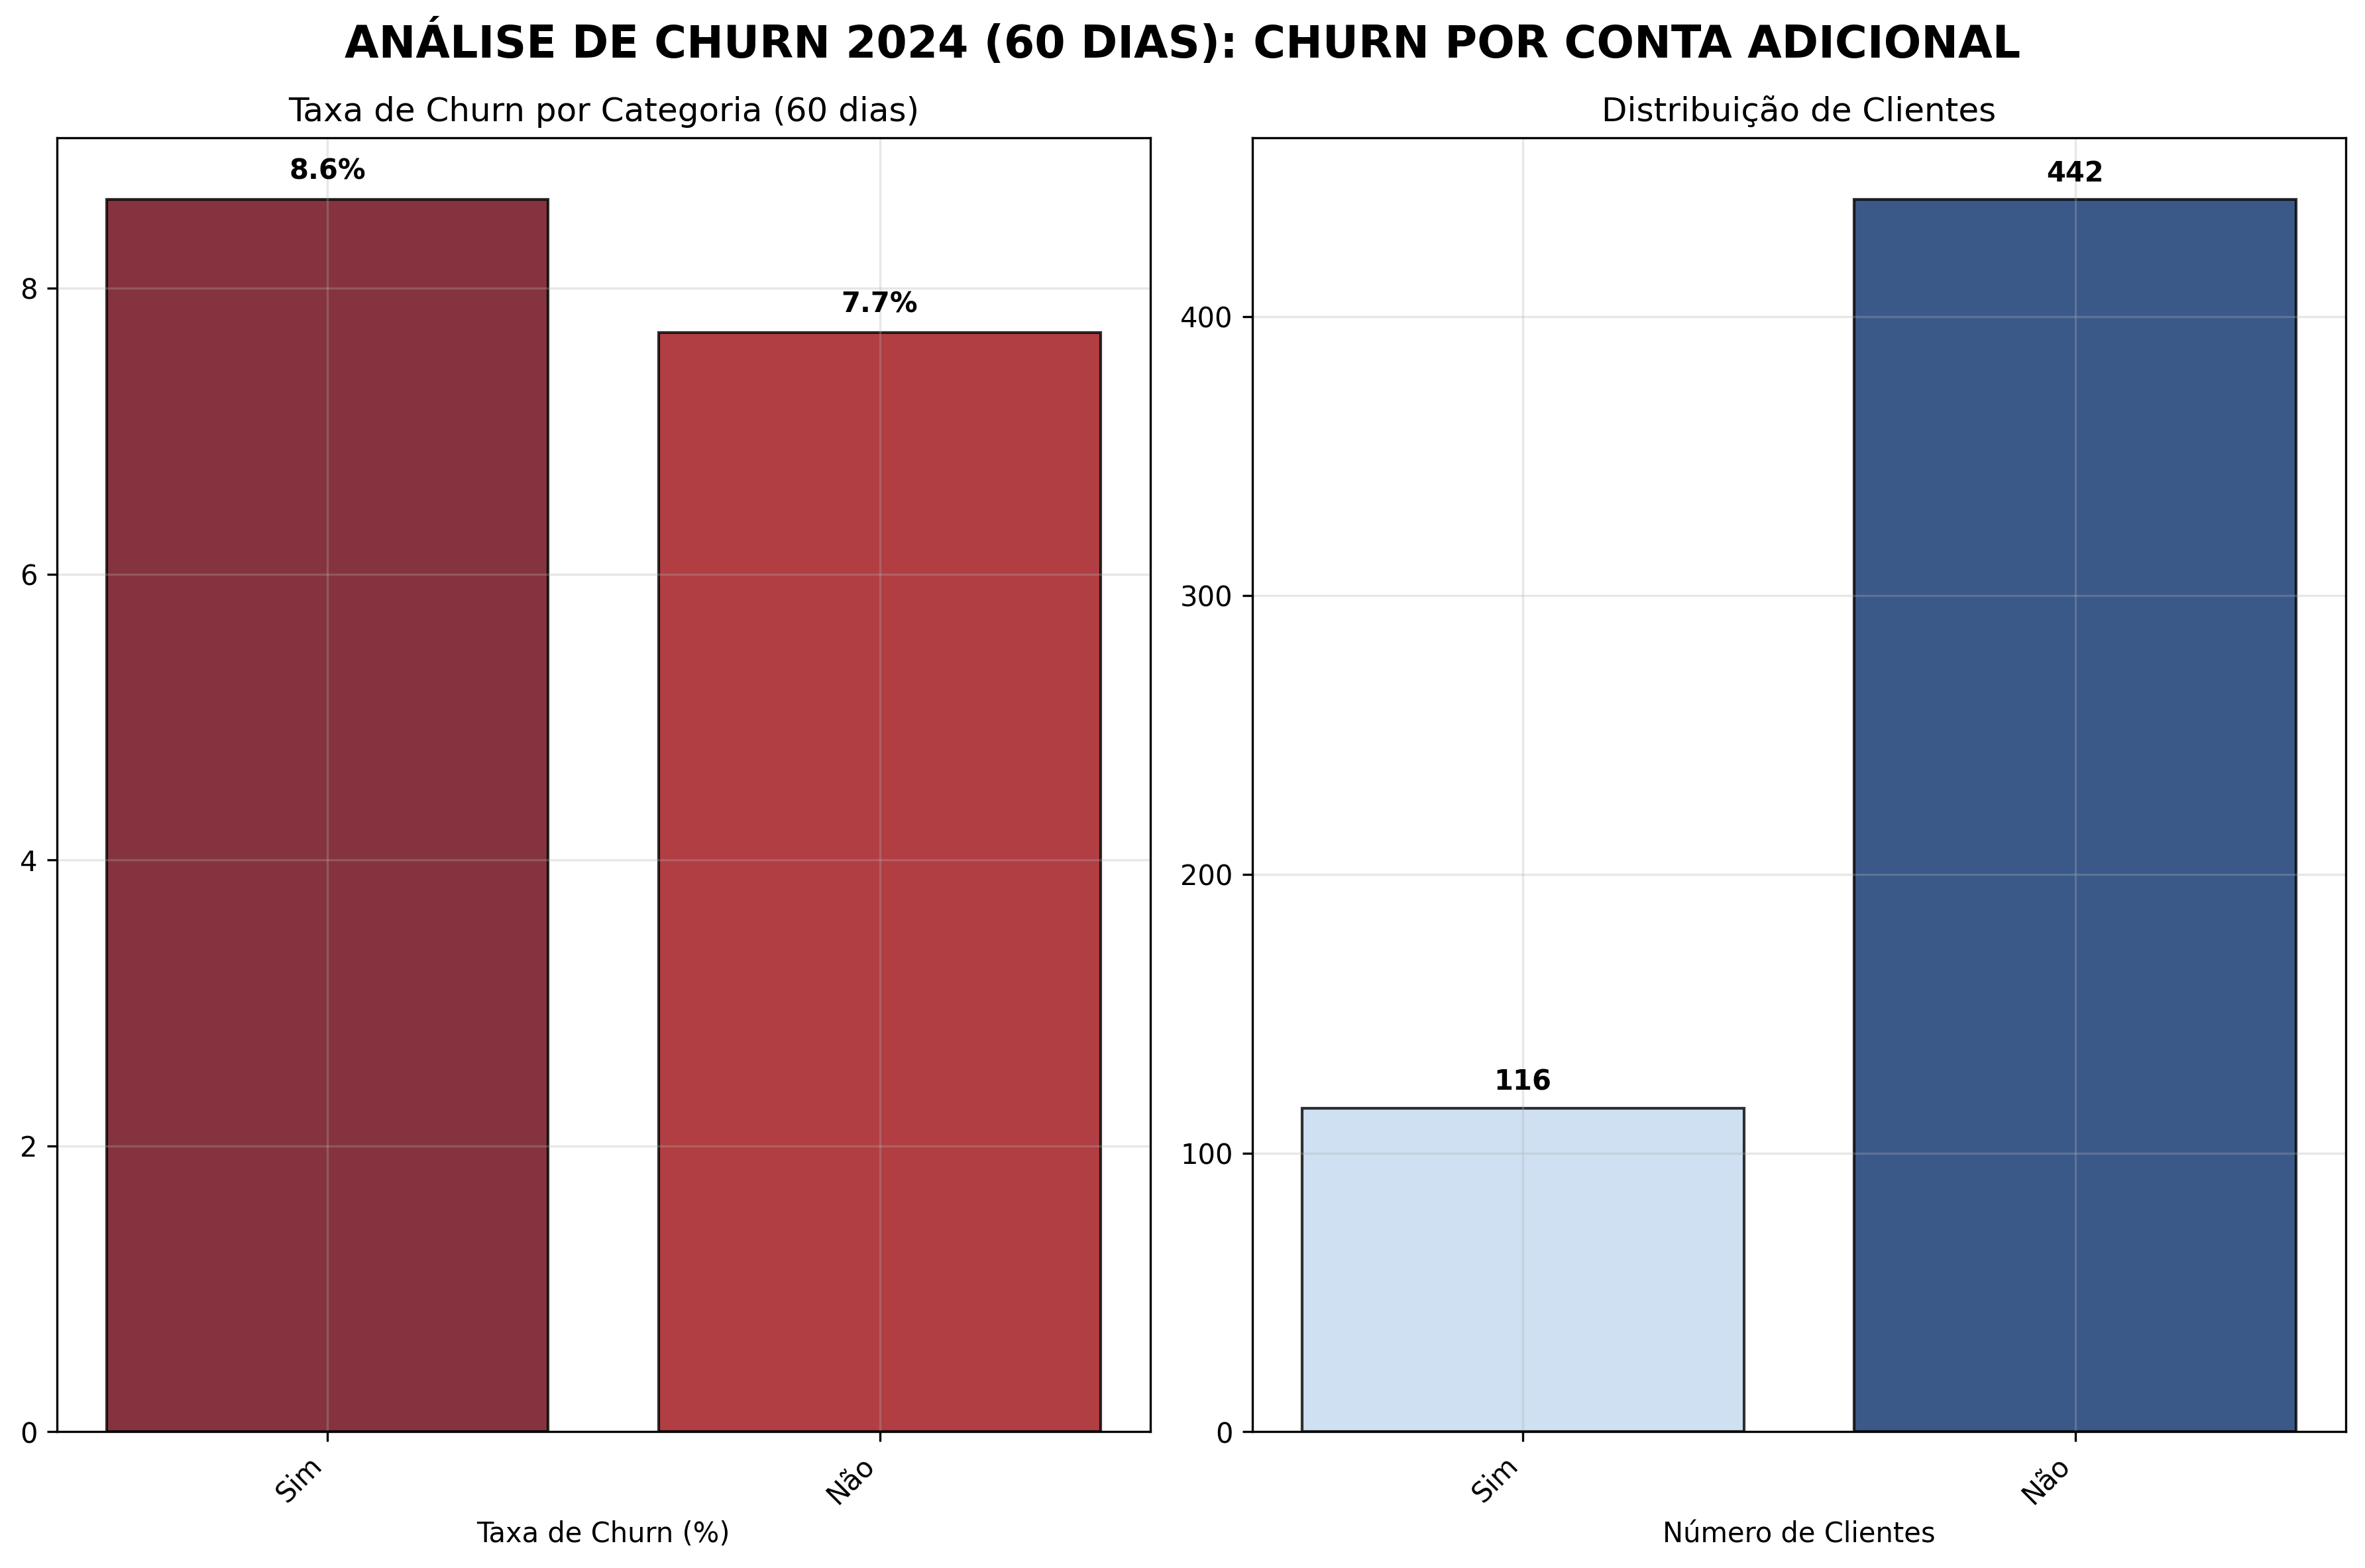 ANÁLISE DE CHURN 2024 (60 DIAS): CHURN POR CONTA ADICIONAL
Taxa de Churn por Categoria (60 dias)
8.6%
7.7%
8
6
4
2
0
Sim
Não
Taxa de Churn (%)
Distribuição de Clientes
442
116
400
300
200
100
0
Sim
Não
Número de Clientes